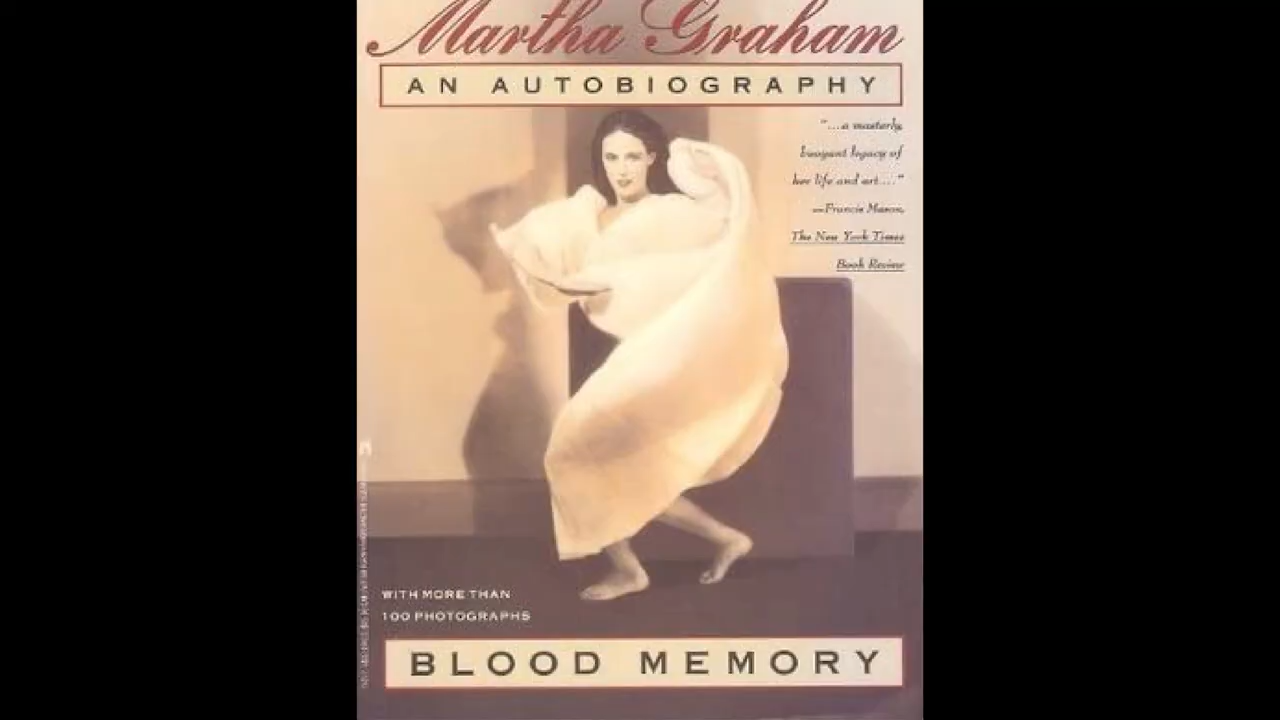 Martha Graham
AN AUTOBIOGRAPHY
"...a masterly,
buoyant legacy of
her life and art...."
—Francis Mason,
The New York Times
Book Review
WITH MORE THAN
100 PHOTOGRAPHS
BLOOD MEMORY